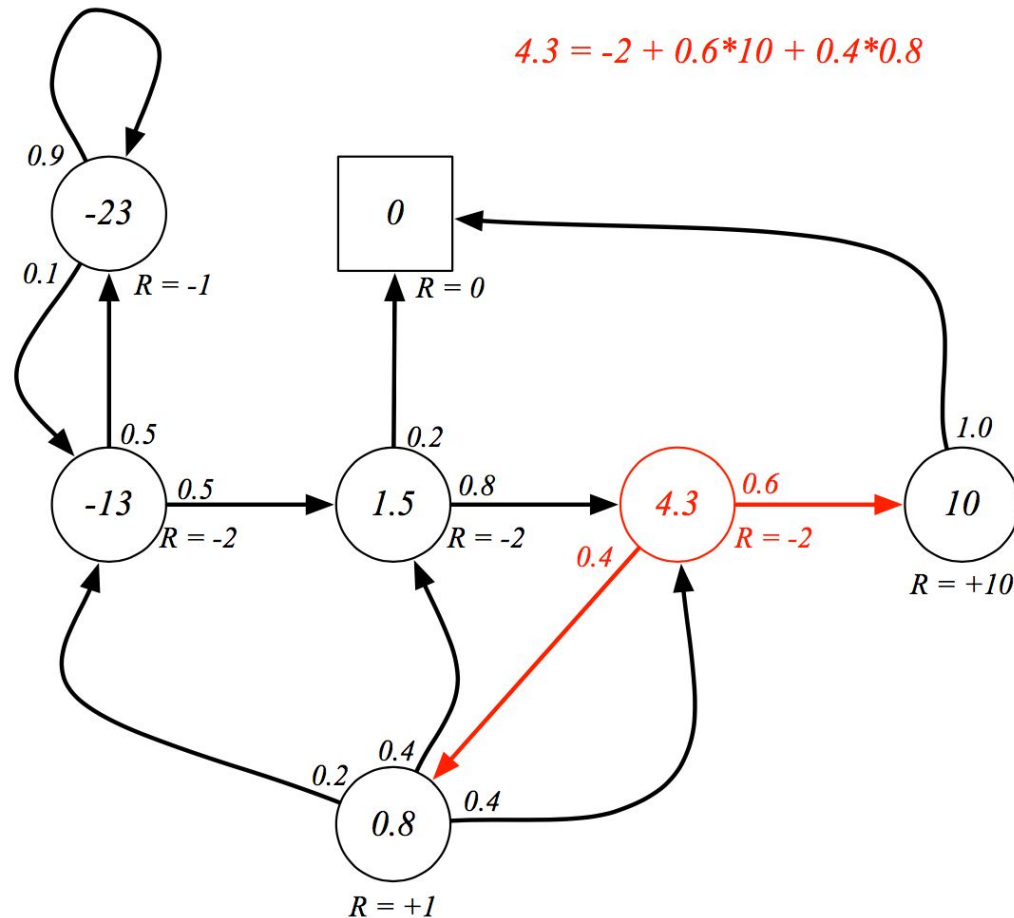 4.3 = -2 + 0.6*10 + 0.4*0.8
0.9
-23
0
0.1
R = -1
R = 0
0.5
0.2
1.0
-13
0.5
1.5
0.8
4.3
0.6
10
R = -2
R = -2
0.4
R = -2
R = +10
0.4
0.2
0.4
0.8
R = +1